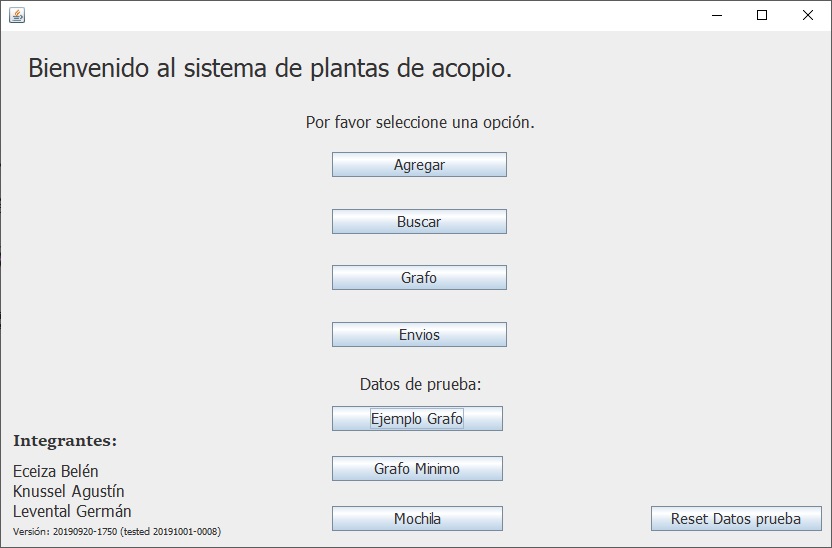 Bienvenido al sistema de plantas de acopio.
Por favor seleccione una opción.
Agregar
Buscar
Grafo
Envios
Datos de prueba:
Ejemplo Grafo
Grafo Minimo
Mochila
Integrantes:
Eceiza Belén
Knussel Agustín
Levental Germán
Versión: 20190920-1750 (tested 20191001-0008)
Reset Datos prueba